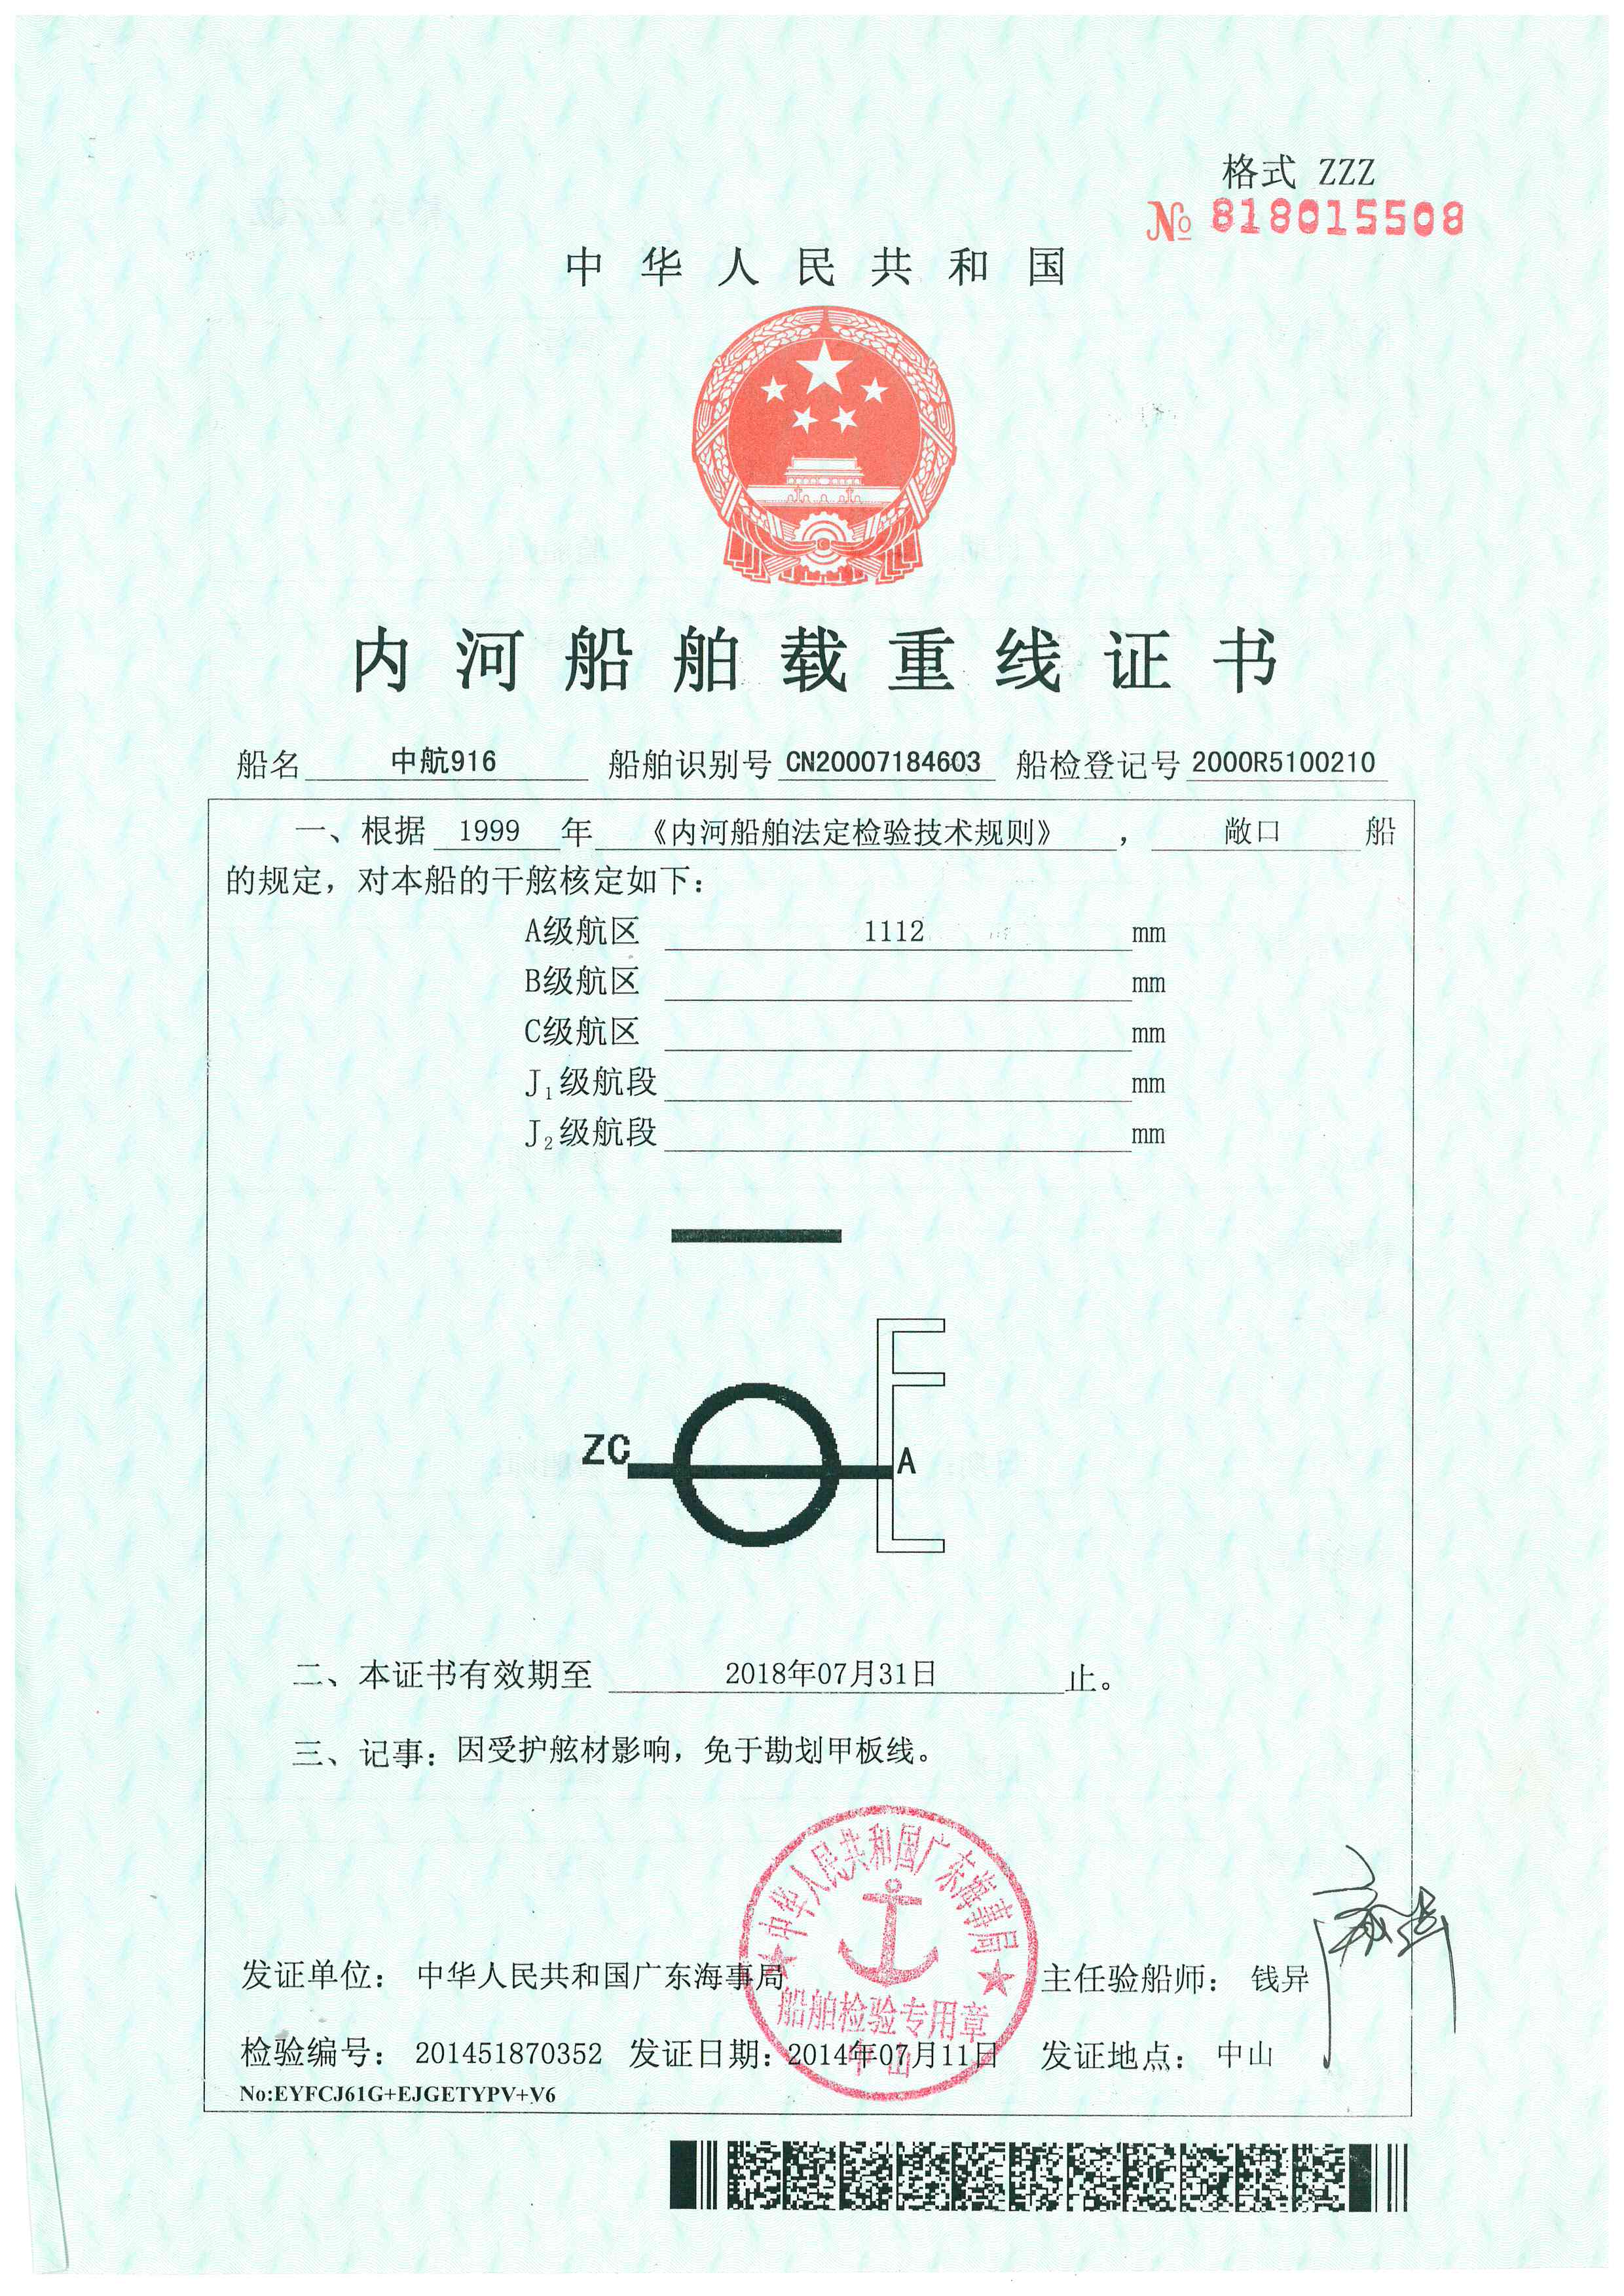 格式 ZZZ
№ 818015508
中华人民共和国
内河船舶载重线证书
船名 中航916 船舶识别号 CN20007184603 船检登记号 2000R5100210
一、根据 1999 年 《内河船舶法定检验技术规则》 , 敞口 船
的规定，对本船的干舷核定如下：
A级航区 1112 mm
B级航区 mm
C级航区 mm
J₁级航段 mm
J₂级航段 mm
ZC A
二、本证书有效期至 2018年07月31日 止。
三、记事：因受护舷材影响，免于勘划甲板线。
中华人民共和国广东海事局
船舶检验专用章
中山
发证单位： 中华人民共和国广东海事局 主任验船师： 钱异
检验编号： 201451870352 发证日期：2014年07月11日 发证地点： 中山
No:EYFCJ61G+EJGETYPV+V6